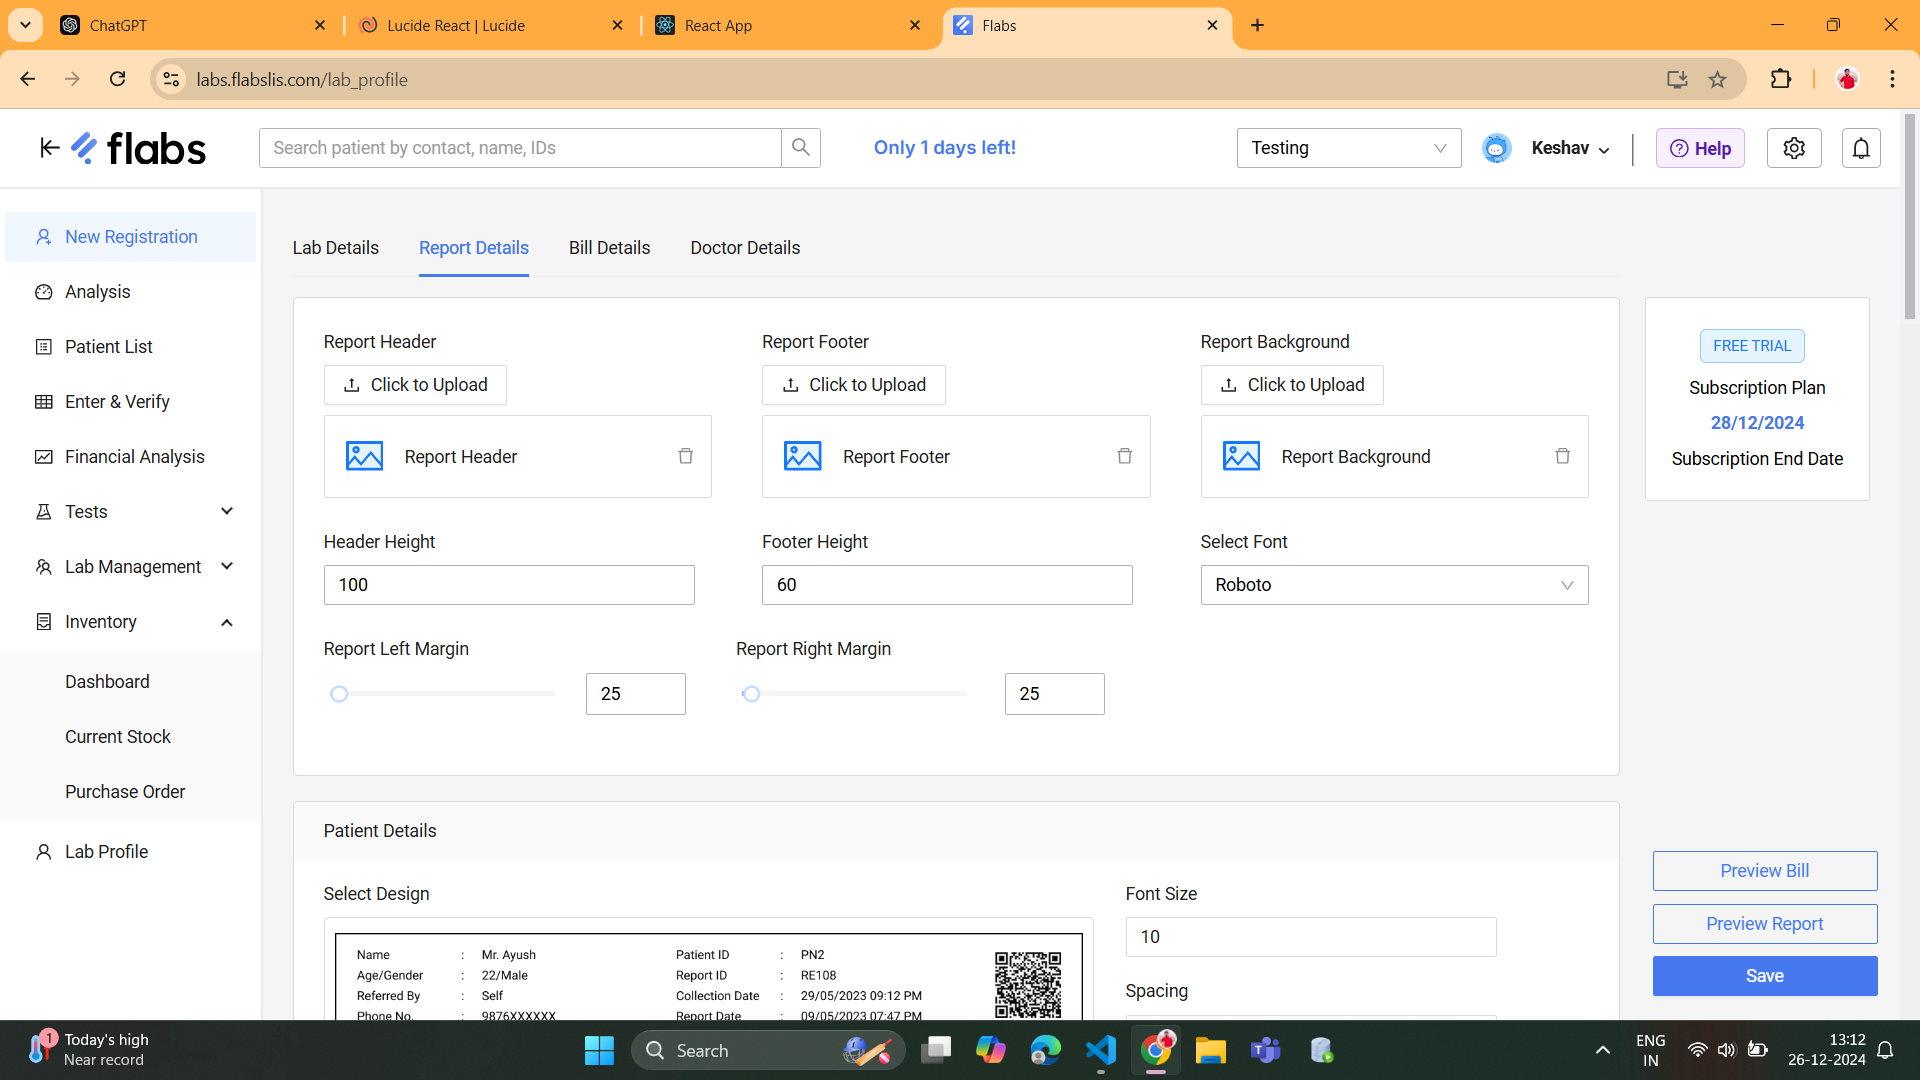 ChatGPT
Lucide React | Lucide
React App
Flabs
labs.flabslis.com/lab_profile
flabs
Search patient by contact, name, IDs
Only 1 days left!
Testing
Keshav
Help
New Registration
Analysis
Patient List
Enter & Verify
Financial Analysis
Tests
Lab Management
Inventory
Dashboard
Current Stock
Purchase Order
Lab Profile
Lab Details
Report Details
Bill Details
Doctor Details
Report Header
Report Footer
Report Background
Click to Upload
Click to Upload
Click to Upload
Report Header
Report Footer
Report Background
Header Height
Footer Height
Select Font
100
60
Roboto
Report Left Margin
Report Right Margin
25
25
FREE TRIAL
Subscription Plan
28/12/2024
Subscription End Date
Patient Details
Select Design
Font Size
10
Spacing
Name : Mr. Ayush Patient ID : PN2
Age/Gender : 22/Male Report ID : RE108
Referred By : Self Collection Date : 29/05/2023 09:12 PM
Phone No. : 9876XXXXXX Report Date : 09/05/2023 07:47 PM
Preview Bill
Preview Report
Save
1
Today's high
Near record
Search
ENG
IN
13:12
26-12-2024